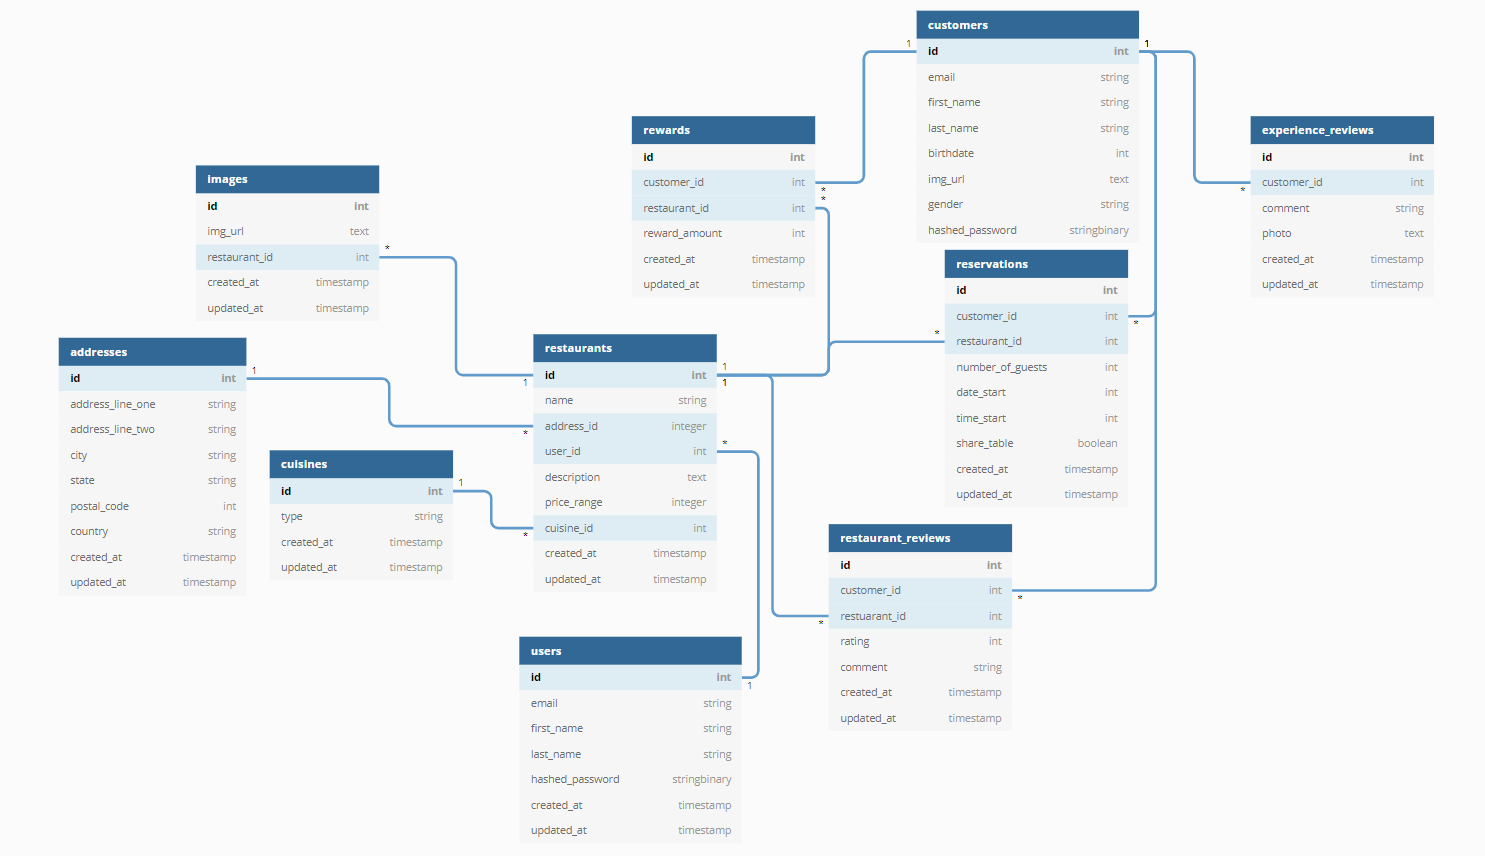 customers
1
id int
1
email string
first_name string
last_name string
birthdate int
img_url text
gender string
hashed_password stringbinary
rewards
id int
customer_id int
*
*
restaurant_id int
reward_amount int
created_at timestamp
updated_at timestamp
experience_reviews
id int
customer_id int
*
comment string
photo text
created_at timestamp
updated_at timestamp
images
id int
img_url text
restaurant_id int
*
created_at timestamp
updated_at timestamp
reservations
id int
customer_id int
*
*
restaurant_id int
number_of_guests int
date_start int
time_start int
share_table boolean
created_at timestamp
updated_at timestamp
addresses
id int
1
address_line_one string
address_line_two string
city string
state string
postal_code int
country string
created_at timestamp
updated_at timestamp
restaurants
1
id int
1
1
name string
address_id integer
*
user_id int
*
description text
price_range integer
cuisine_id int
*
created_at timestamp
updated_at timestamp
cuisines
id int
1
type string
created_at timestamp
updated_at timestamp
restaurant_reviews
id int
customer_id int
*
restuarant_id int
*
rating int
comment string
created_at timestamp
updated_at timestamp
users
id int
1
email string
first_name string
last_name string
hashed_password stringbinary
created_at timestamp
updated_at timestamp